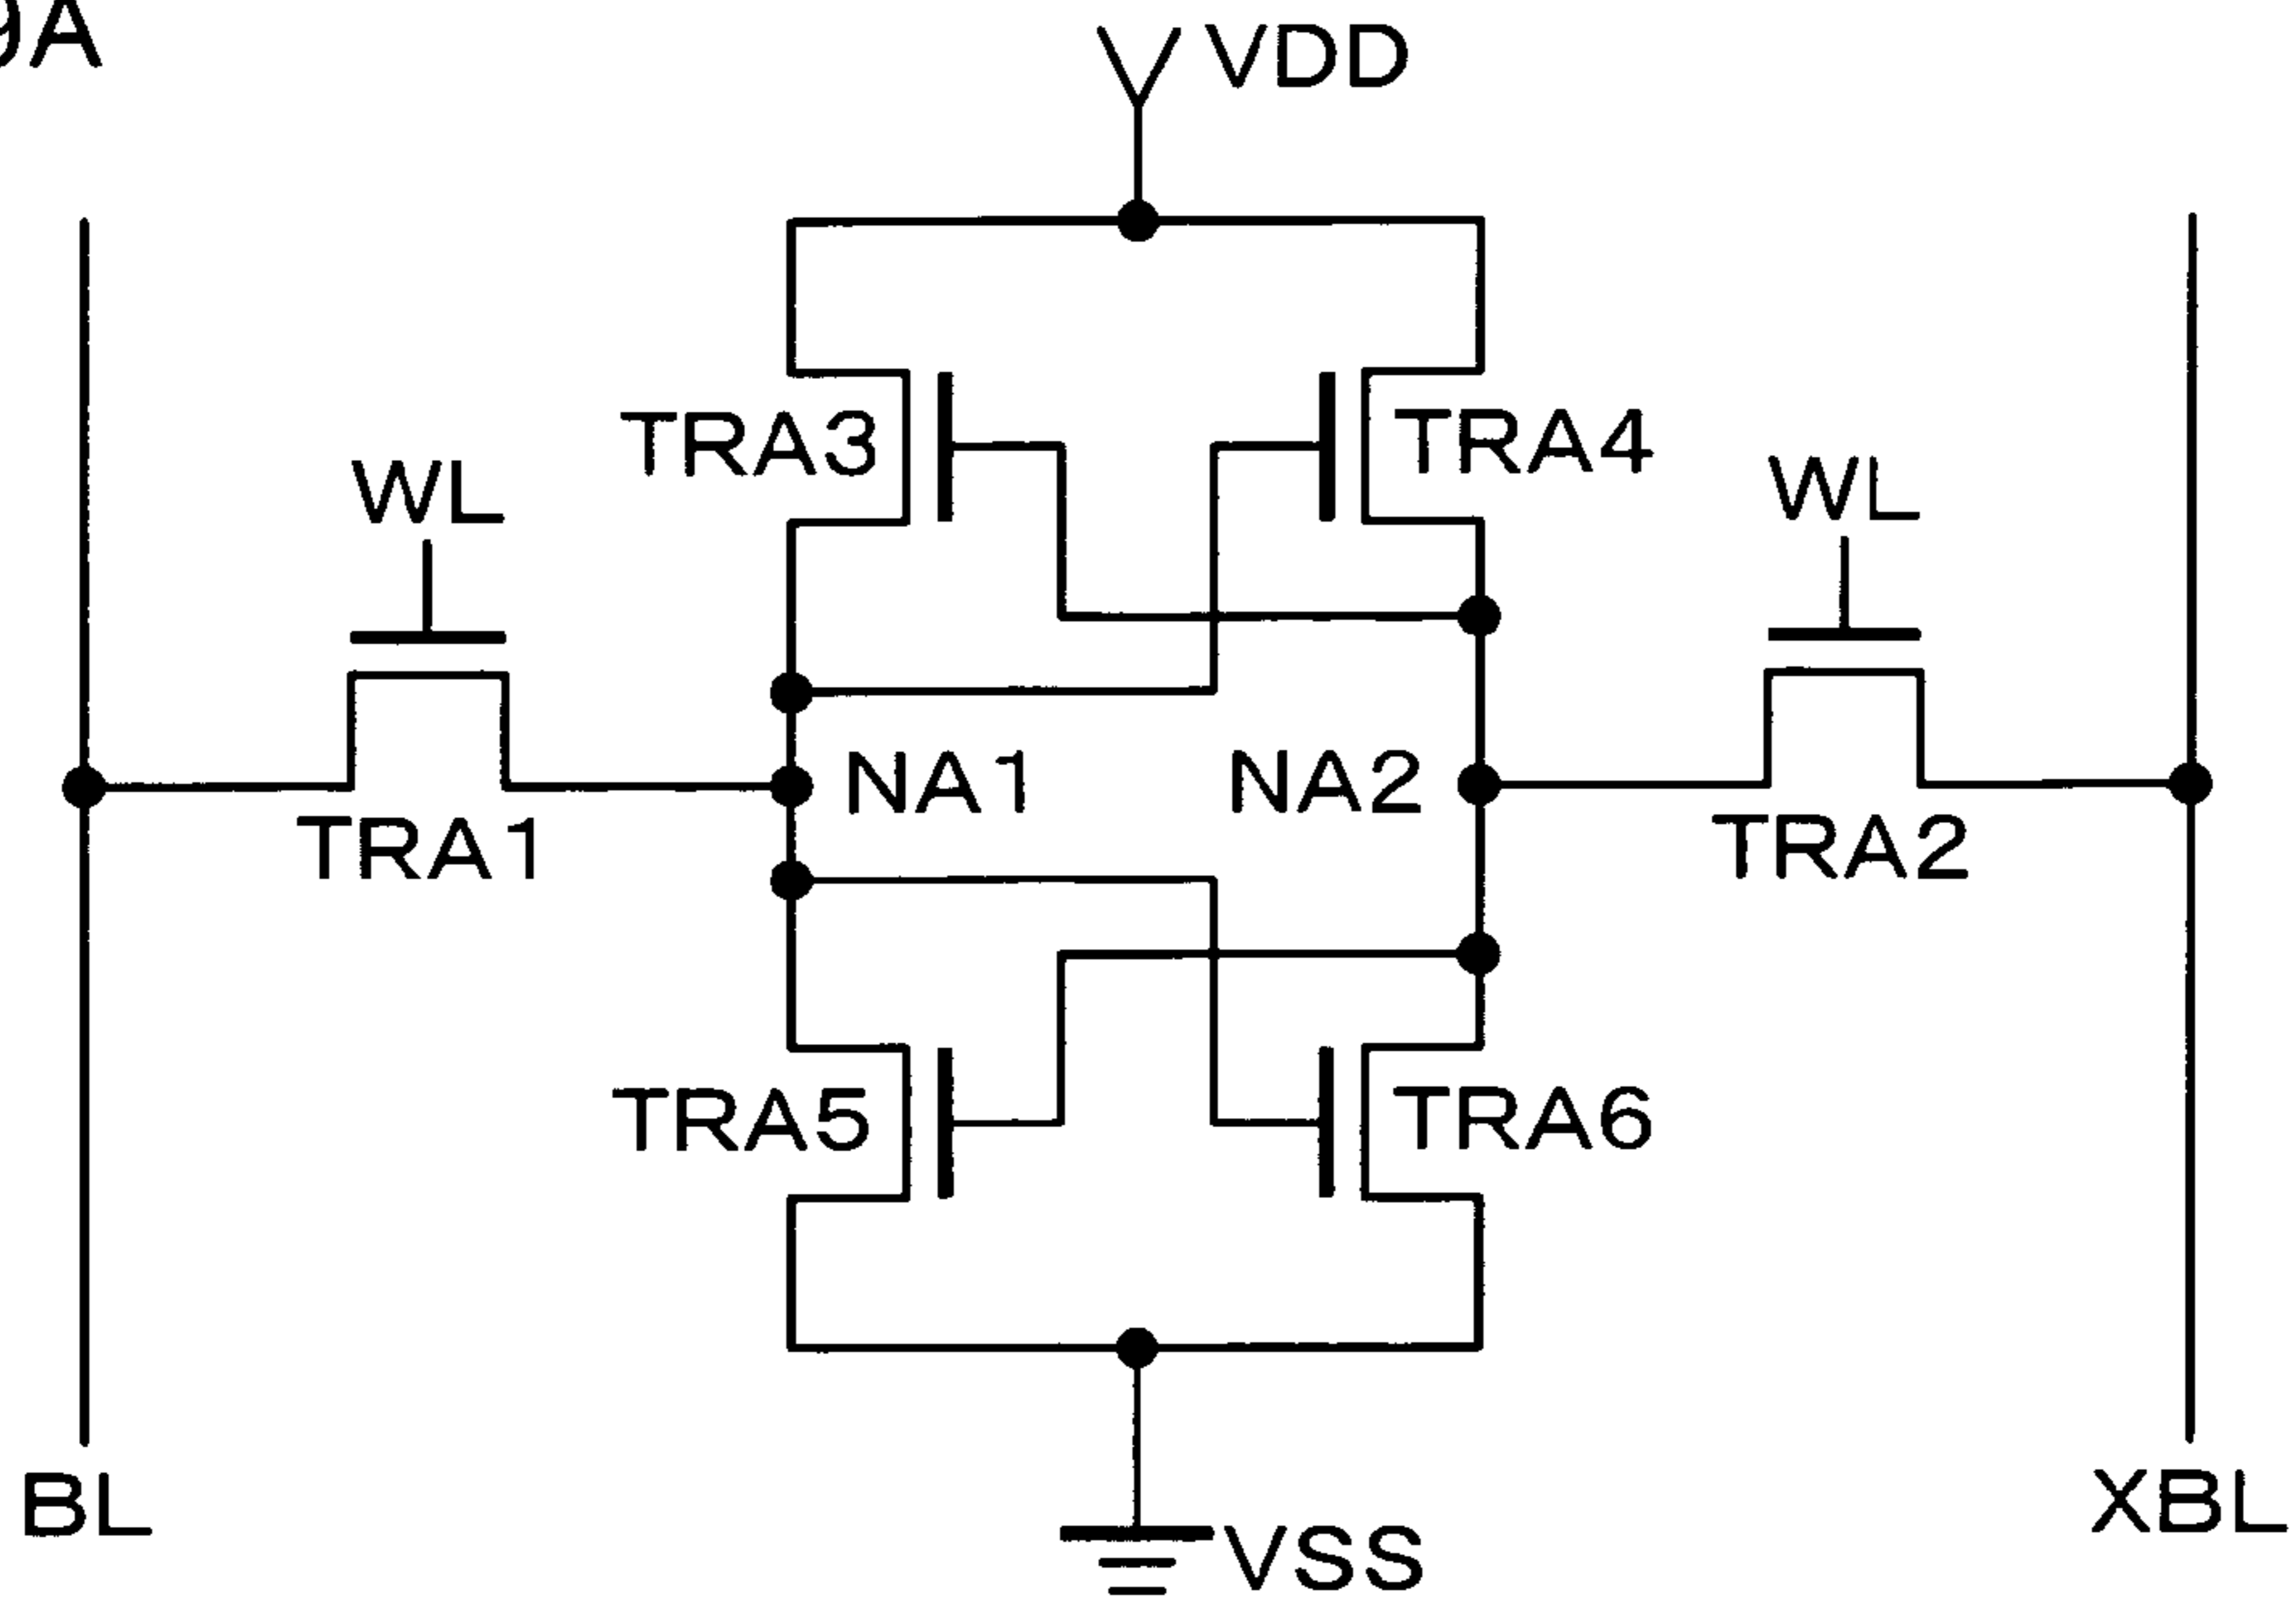 9A
VDD
TRA3
TRA4
WL
WL
NA1
NA2
TRA1
TRA2
TRA5
TRA6
BL
XBL
VSS